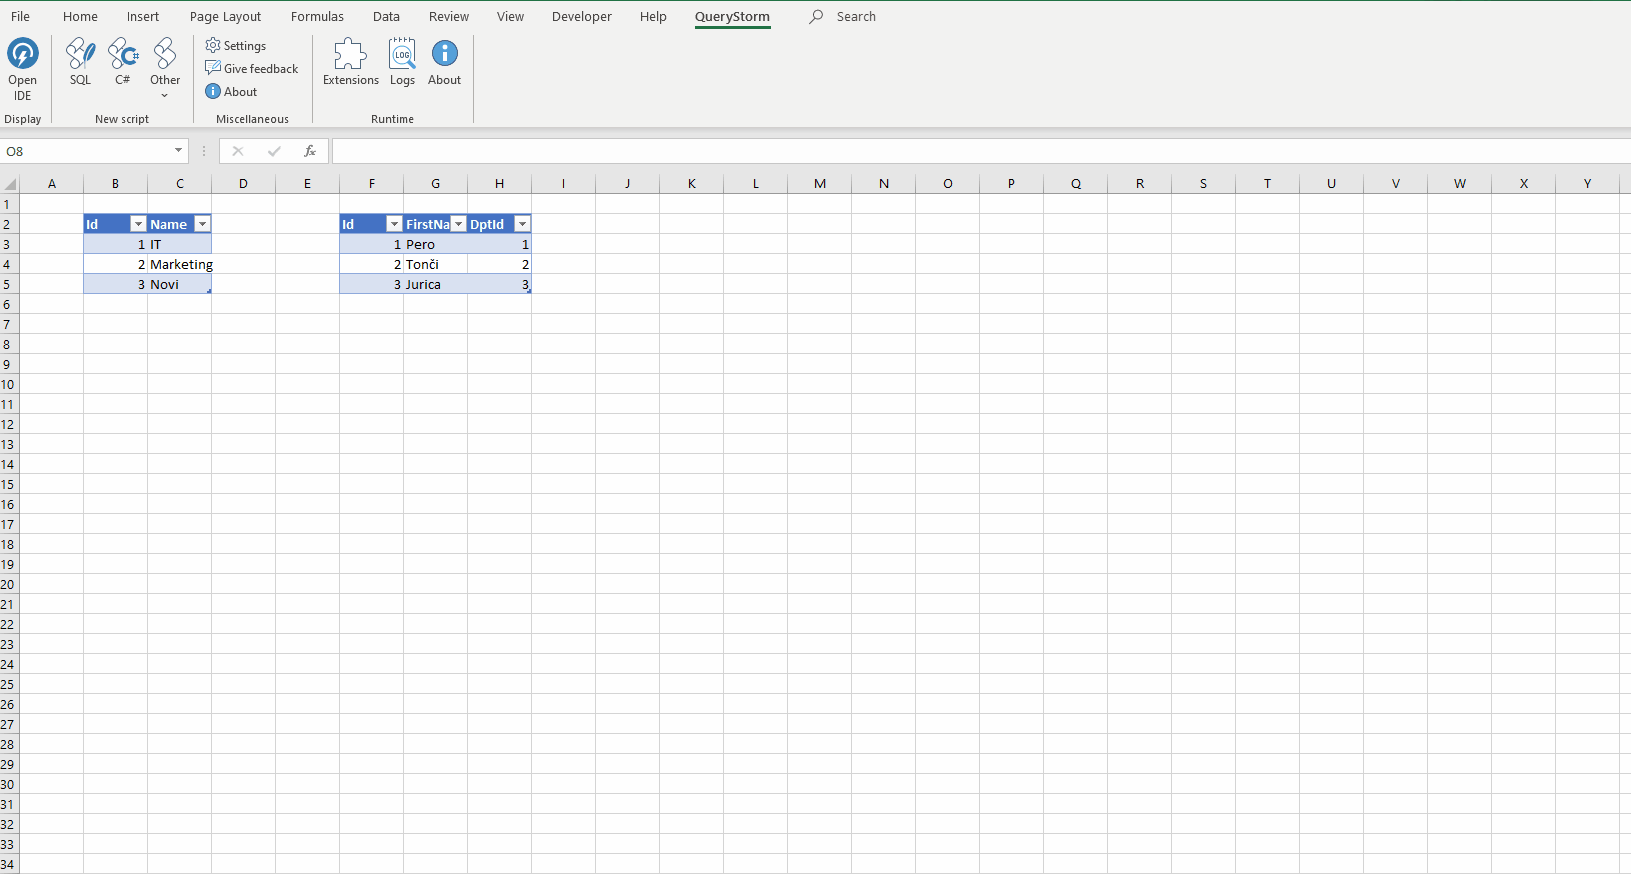 File Home Insert Page Layout Formulas Data Review View Developer Help QueryStorm Search
Open IDE
SQL
C#
Other
Settings
Give feedback
About
Extensions
Logs
LOG
About
Display
New script
Miscellaneous
Runtime
O8
fx
A B C D E F G H I J K L M N O P Q R S T U V W X Y
1
2 Id Name Id FirstNa DptId
3 1 IT 1 Pero 1
4 2 Marketing 2 Tonči 2
5 3 Novi 3 Jurica 3
6
7
8
9
10
11
12
13
14
15
16
17
18
19
20
21
22
23
24
25
26
27
28
29
30
31
32
33
34